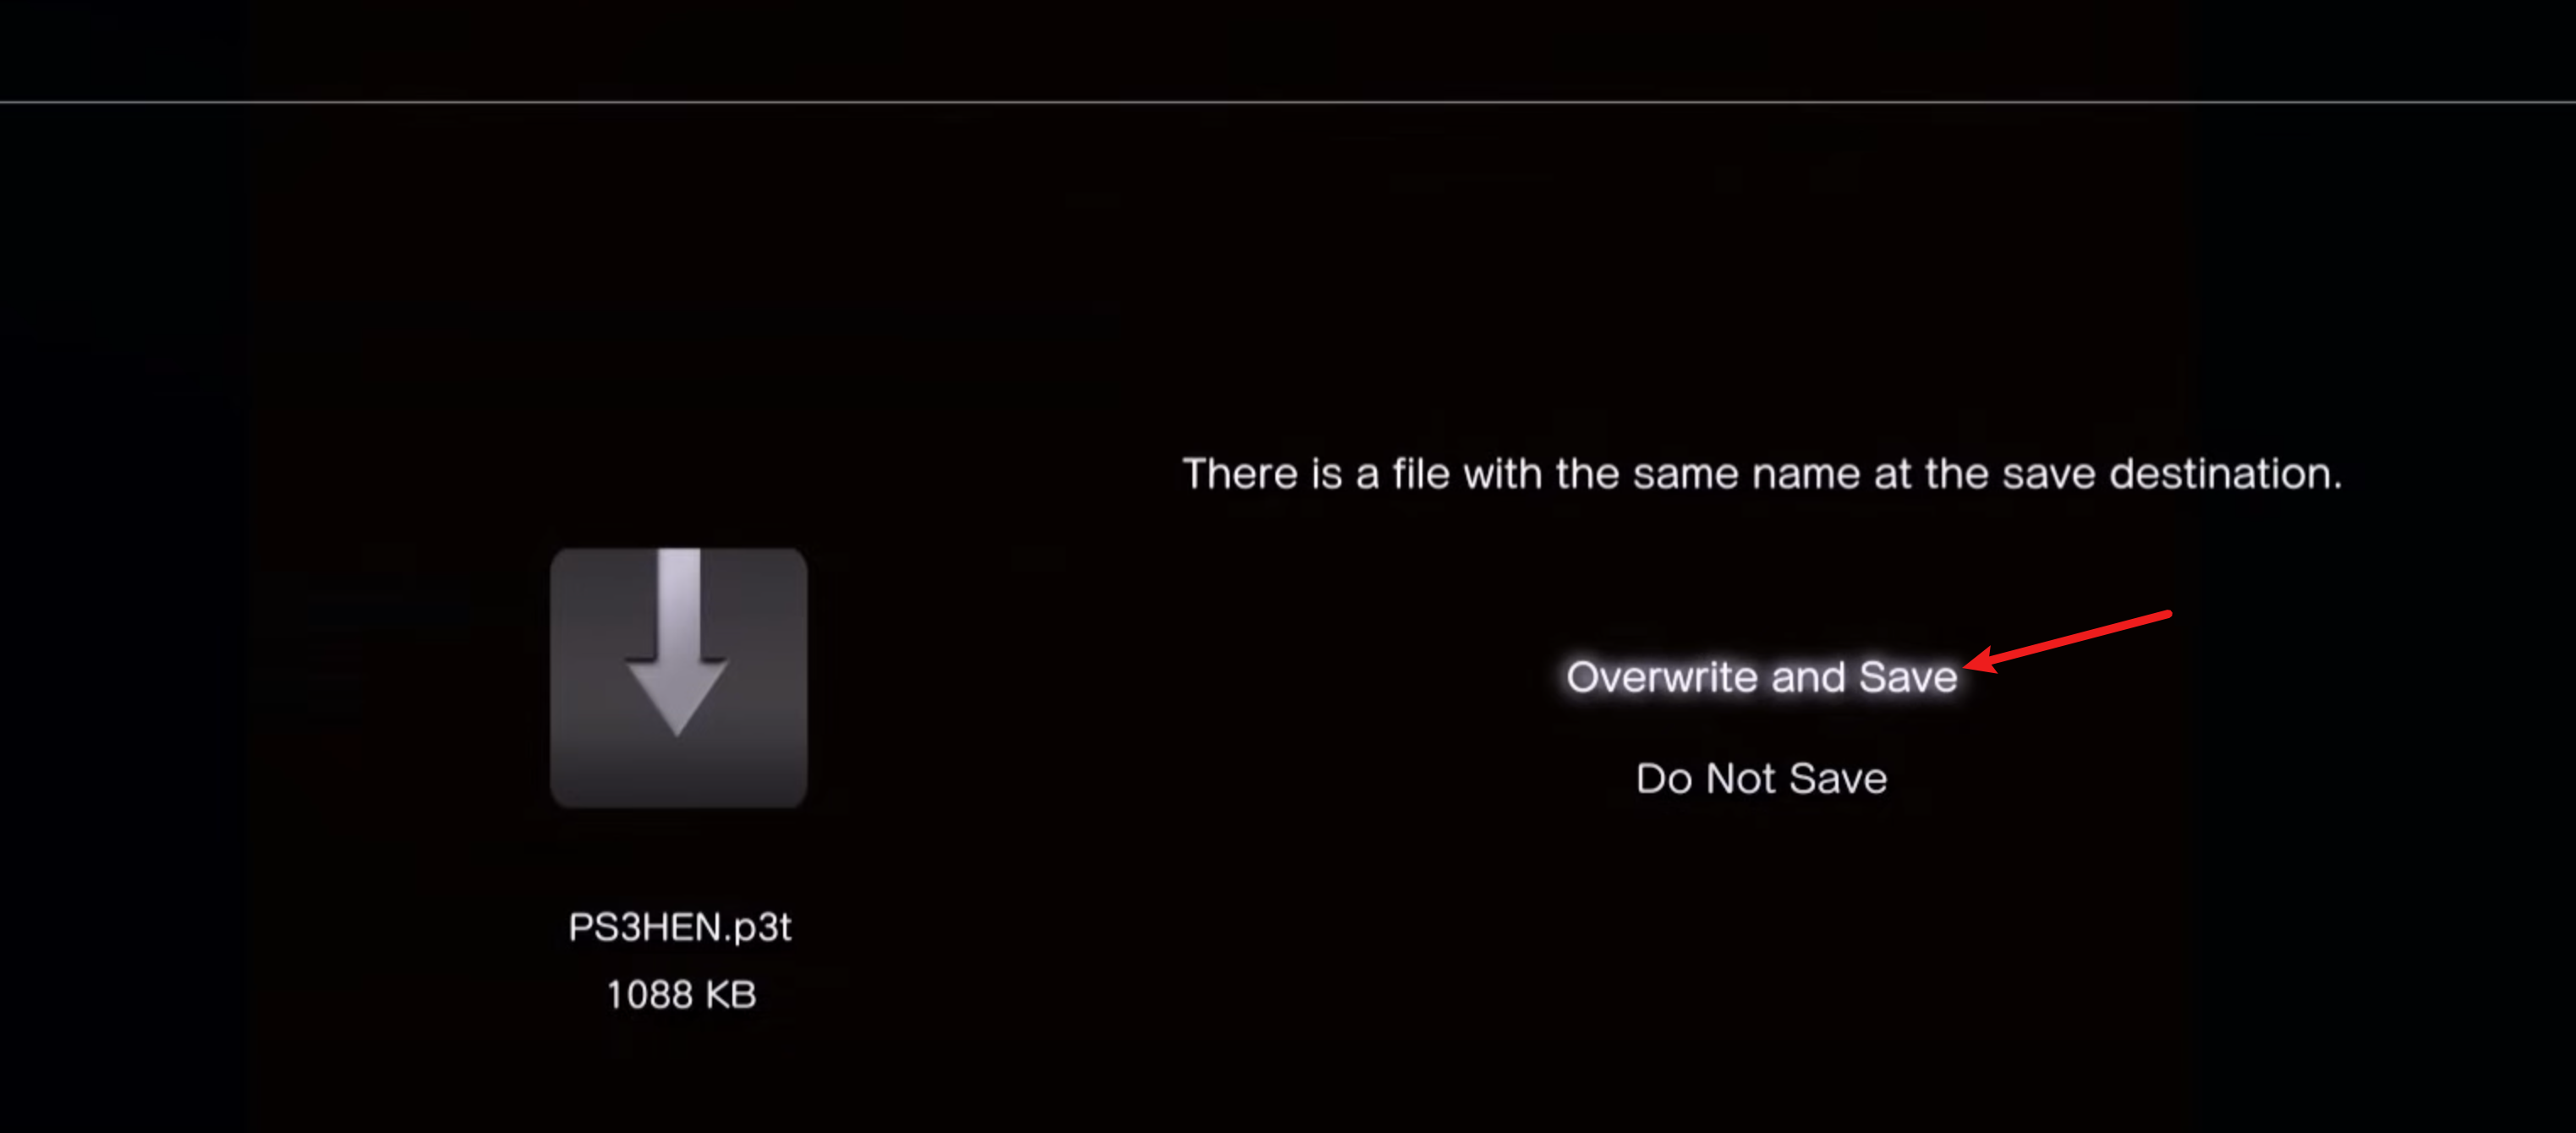 There is a file with the same name at the save destination.
Overwrite and Save
Do Not Save
PS3HEN.p3t
1088 KB